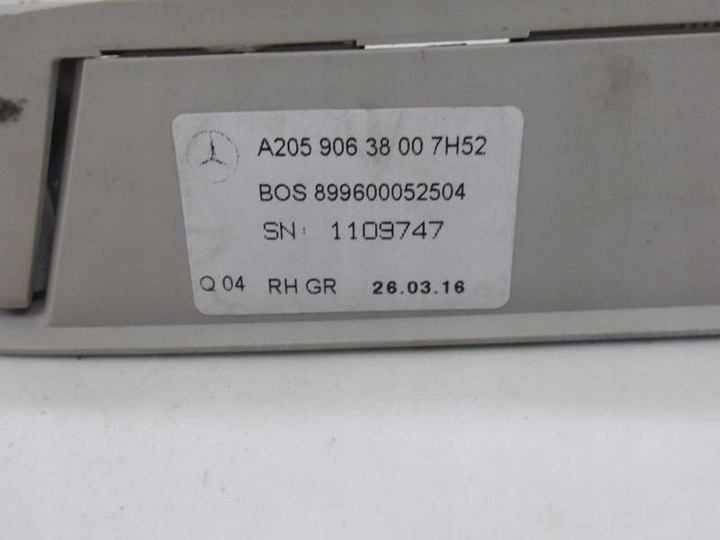 A205 906 38 00 7H52
BOS 899600052504
SN: 1109747
Q 04 RH GR 26.03.16